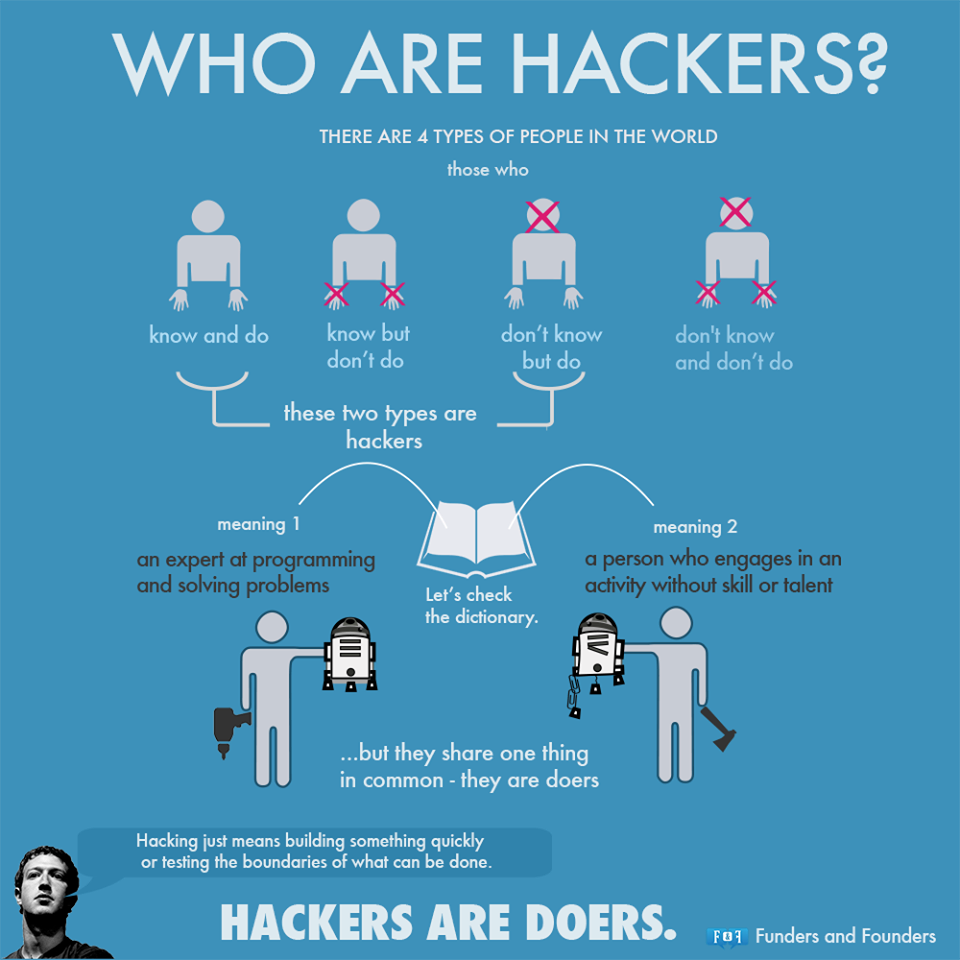 WHO ARE HACKERS?
THERE ARE 4 TYPES OF PEOPLE IN THE WORLD
those who
know and do
know but
don't do
don't know
but do
don't know
and don't do
these two types are
hackers
meaning 1
an expert at programming
and solving problems
Let's check
the dictionary.
meaning 2
a person who engages in an
activity without skill or talent
...but they share one thing
in common - they are doers
Hacking just means building something quickly
or testing the boundaries of what can be done.
HACKERS ARE DOERS.
F&F Funders and Founders